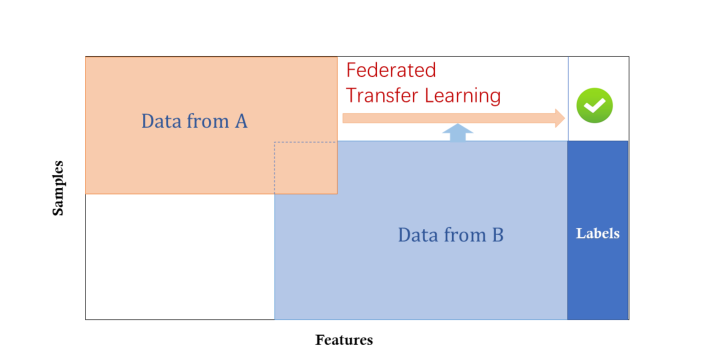 Federated
Transfer Learning
Data from A
Samples
Data from B
Labels
Features